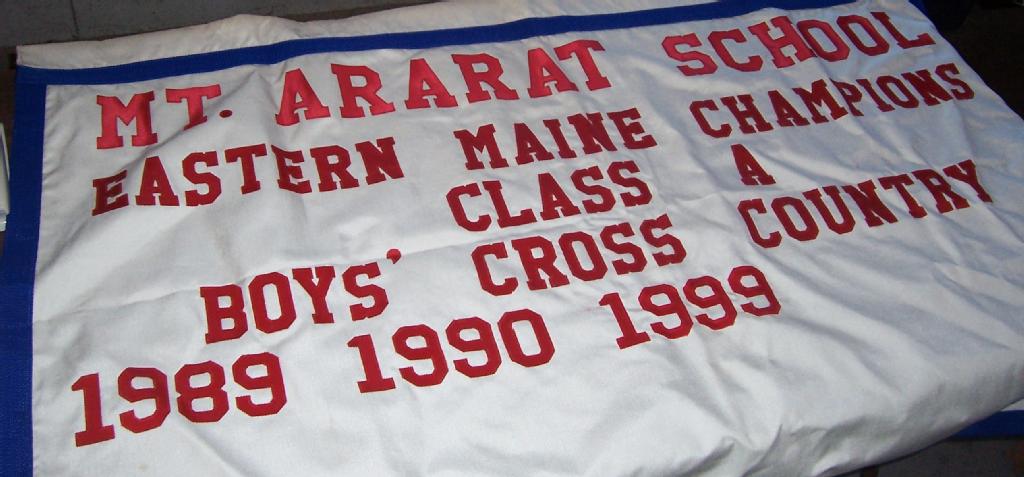 MT. ARARAT SCHOOL
EASTERN MAINE CHAMPIONS
CLASS A
BOYS' CROSS COUNTRY
1989 1990 1999